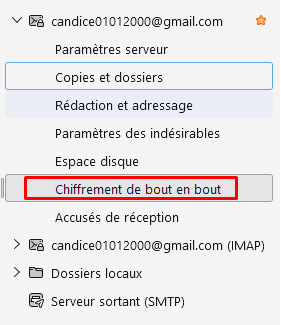 candice01012000@gmail.com
Paramètres serveur
Copies et dossiers
Rédaction et adressage
Paramètres des indésirables
Espace disque
Chiffrement de bout en bout
Accusés de réception
candice01012000@gmail.com (IMAP)
Dossiers locaux
Serveur sortant (SMTP)